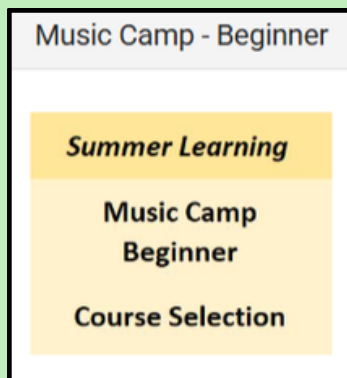 Music Camp - Beginner
Summer Learning
Music Camp
Beginner
Course Selection